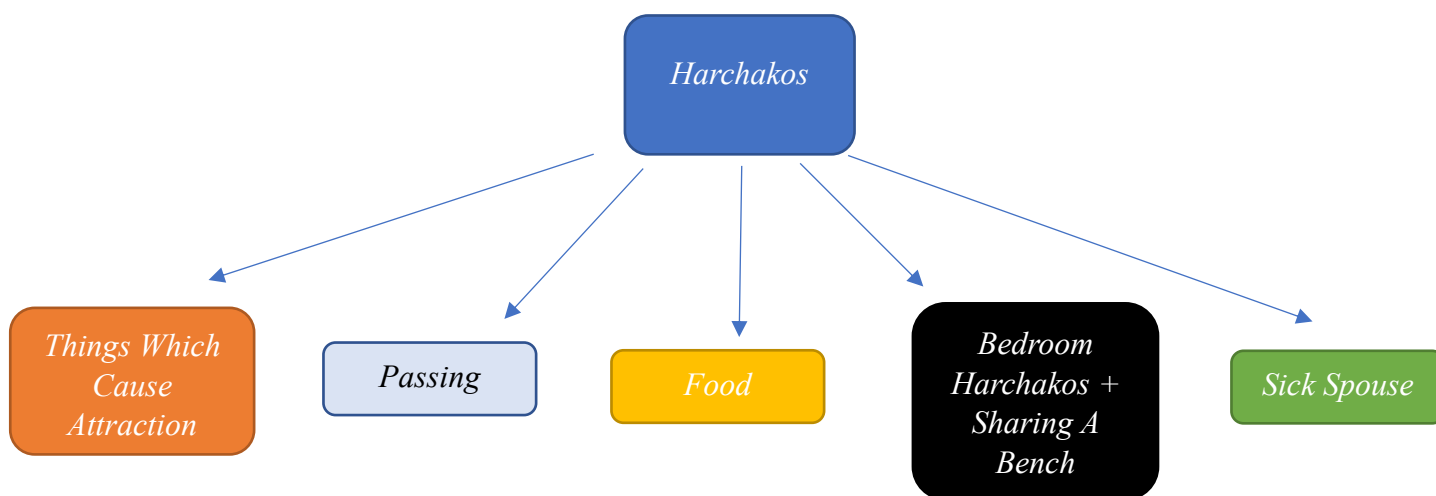 Harchakos
Things Which
Cause
Attraction
Passing
Food
Bedroom
Harchakos +
Sharing A
Bench
Sick Spouse